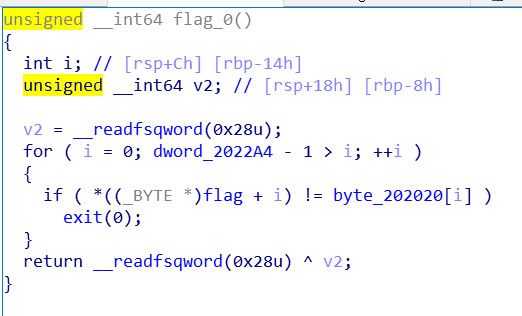 unsigned __int64 flag_0()
{
int i; // [rsp+Ch] [rbp-14h]
unsigned __int64 v2; // [rsp+18h] [rbp-8h]
v2 = __readfsqword(0x28u);
for ( i = 0; dword_2022A4 - 1 > i; ++i )
{
if ( *((_BYTE *)flag + i) != byte_202020[i] )
exit(0);
}
return __readfsqword(0x28u) ^ v2;
}